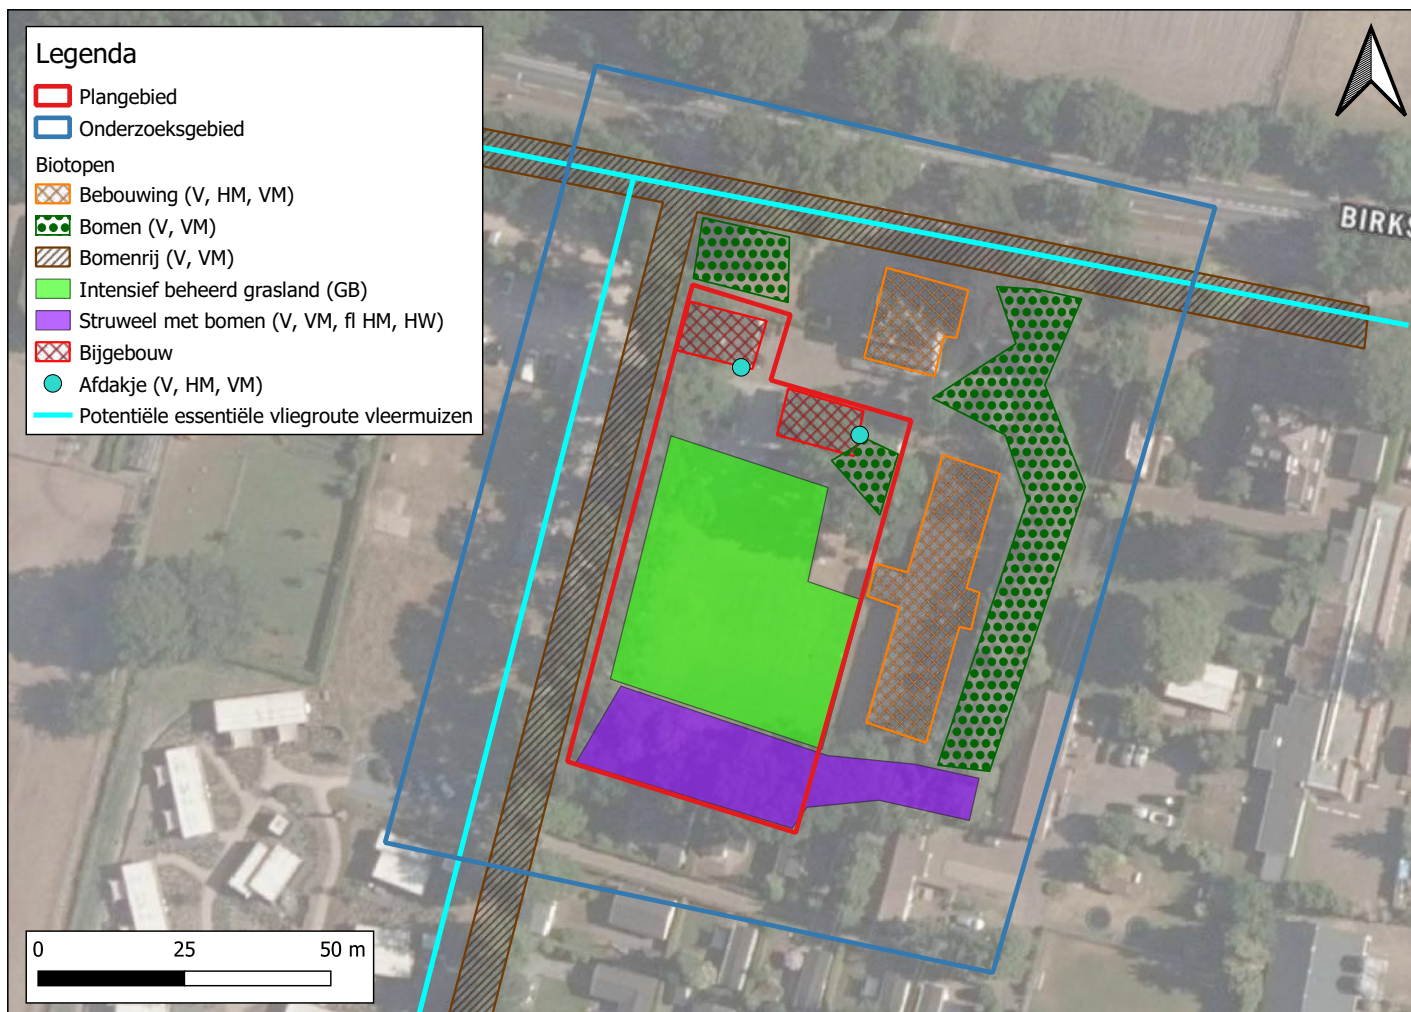 Legenda
Plangebied
Onderzoeksgebied
Biotopen
Bebouwing (V, HM, VM)
Bomen (V, VM)
Bomenrij (V, VM)
Intensief beheerd grasland (GB)
Struweel met bomen (V, VM, fl HM, HW)
Bijgebouw
Afdakje (V, HM, VM)
Potentiële essentiële vliegroute vleermuizen
BIRKS
0 25 50 m